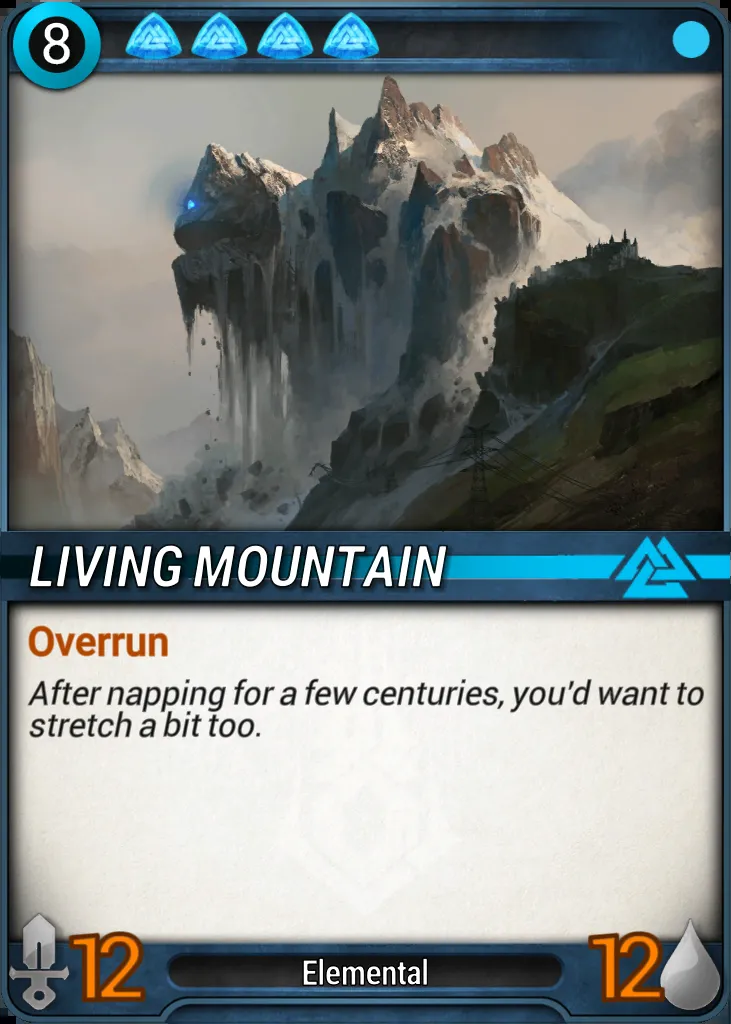 8
LIVING MOUNTAIN
Overrun
After napping for a few centuries, you'd want to
stretch a bit too.
12
Elemental
12